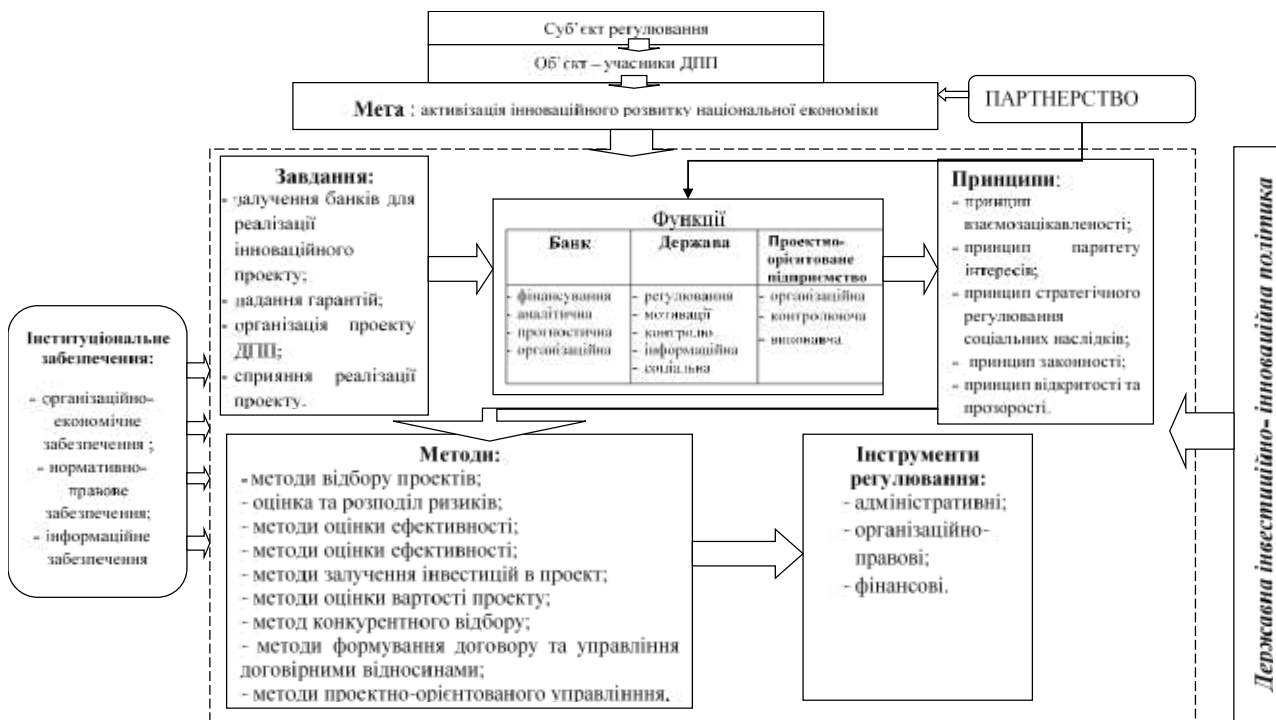 Суб'єкт регулювання
Об'єкт – учасники ДПП
Мета : активізація інноваційного розвитку національної економіки
ПАРТНЕРСТВО
Завдання:
- залучення банків для
реалізації
інноваційного
проекту;
- надання гарантій;
- організація проекту
ДПП;
- сприяння реалізації
проекту.
Функції
Банк
- фінансування
- аналітична
- прогностична
- організаційна
Держава
- регулювання
- мотивації
- контролю
- інформаційна
- соціальна
Проектно-
орієнтоване
підприємство
- організаційна
- контролююча
- виконавча
Принципи:
- принцип
взаємозацікавленості;
- принцип паритету
інтересів;
- принцип стратегічного
регулювання
соціальних наслідків;
- принцип законності;
- принцип відкритості та
прозорості.
Інституціональне
забезпечення:
- організаційно-
економічне
забезпечення ;
- нормативно-
правове
забезпечення;
- інформаційне
забезпечення
Методи:
- методи відбору проектів;
- оцінка та розподіл ризиків;
- методи оцінки ефективності;
- методи оцінки ефективності;
- методи залучення інвестицій в проект;
- методи оцінки вартості проекту;
- метод конкурентного відбору;
- методи формування договору та управління
договірними відносинами;
- методи проектно-орієнтованого управлінння.
Інструменти
регулювання:
- адміністративні;
- організаційно-
правові;
- фінансові.
Державна інвестиційно- інноваційна політика